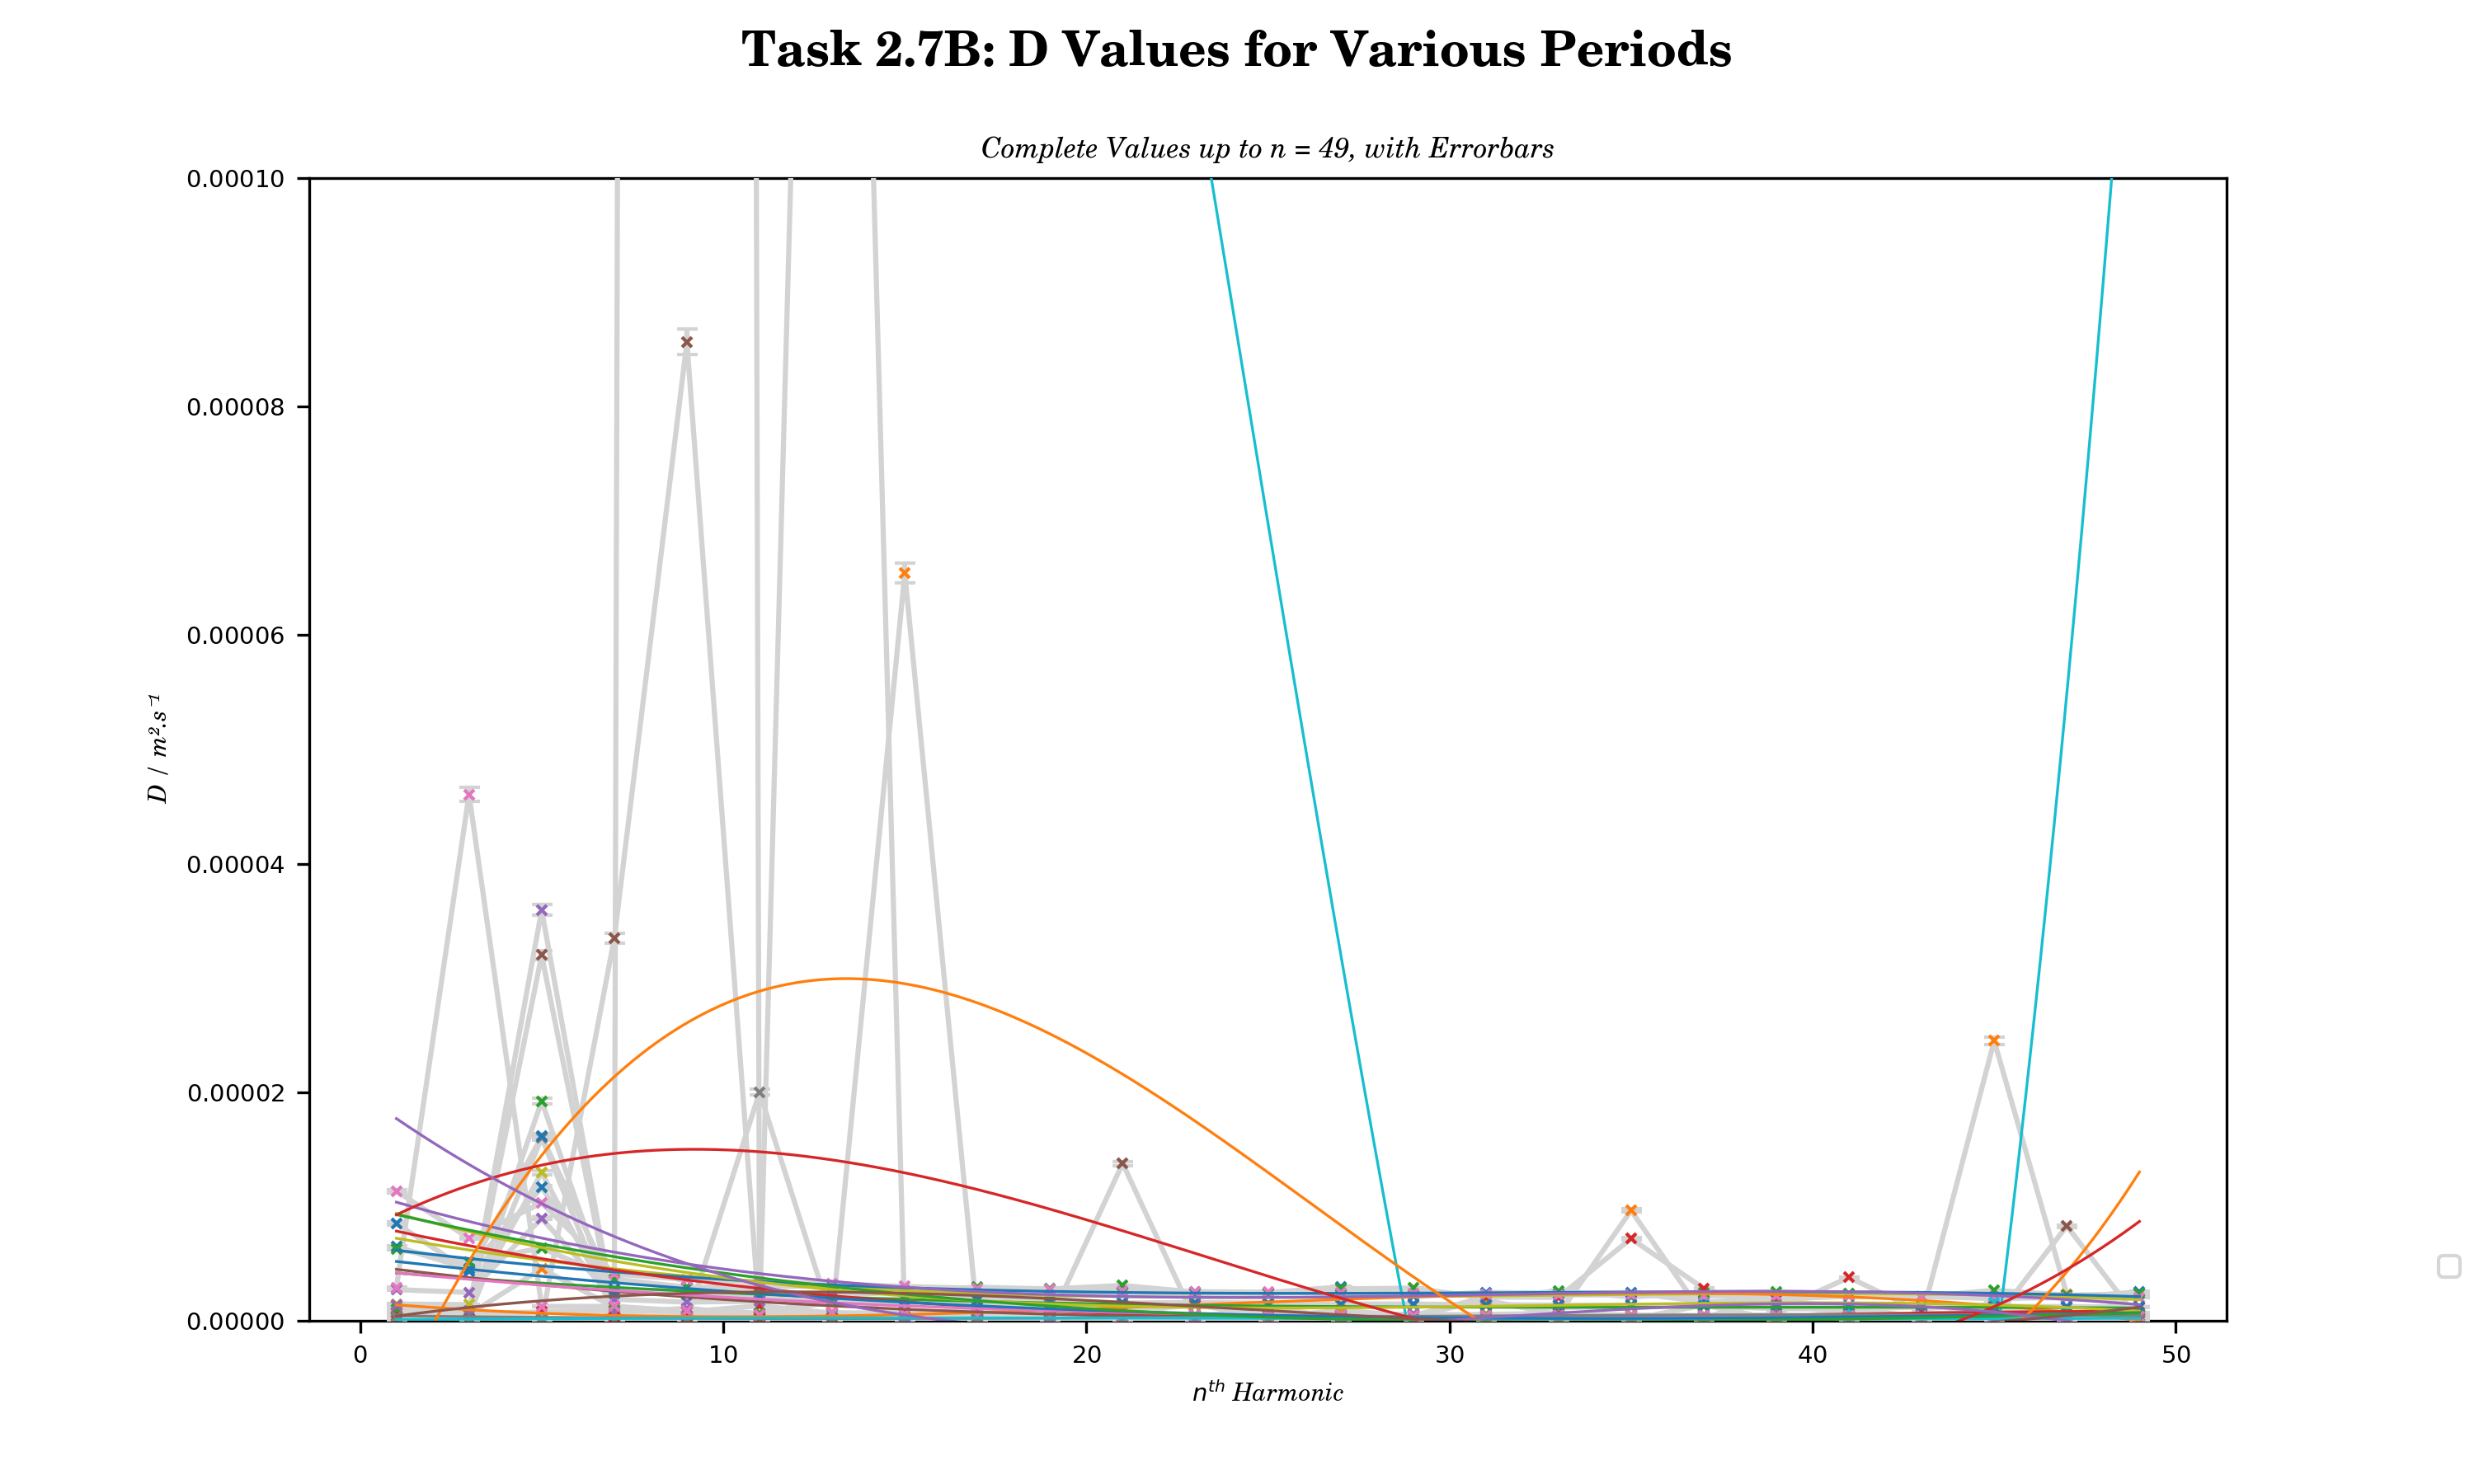 Task 2.7B: D Values for Various Periods
Complete Values up to n = 49, with Errorbars
0.00010
0.00008
0.00006
0.00004
0.00002
0.00000
D / m².s⁻¹
0 10 20 30 40 50
nᵗʰ Harmonic